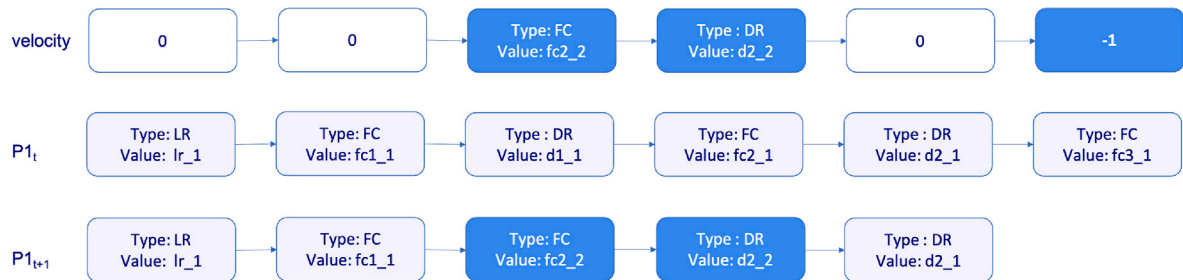 velocity
0
0
Type: FC
Value: fc2_2
Type: DR
Value: d2_2
0
-1
P1t
Type: LR
Value: lr_1
Type: FC
Value: fc1_1
Type : DR
Value: d1_1
Type: FC
Value: fc2_1
Type : DR
Value: d2_1
Type: FC
Value: fc3_1
P1t+1
Type: LR
Value: lr_1
Type: FC
Value: fc1_1
Type: FC
Value: fc2_2
Type : DR
Value: d2_2
Type : DR
Value: d2_1